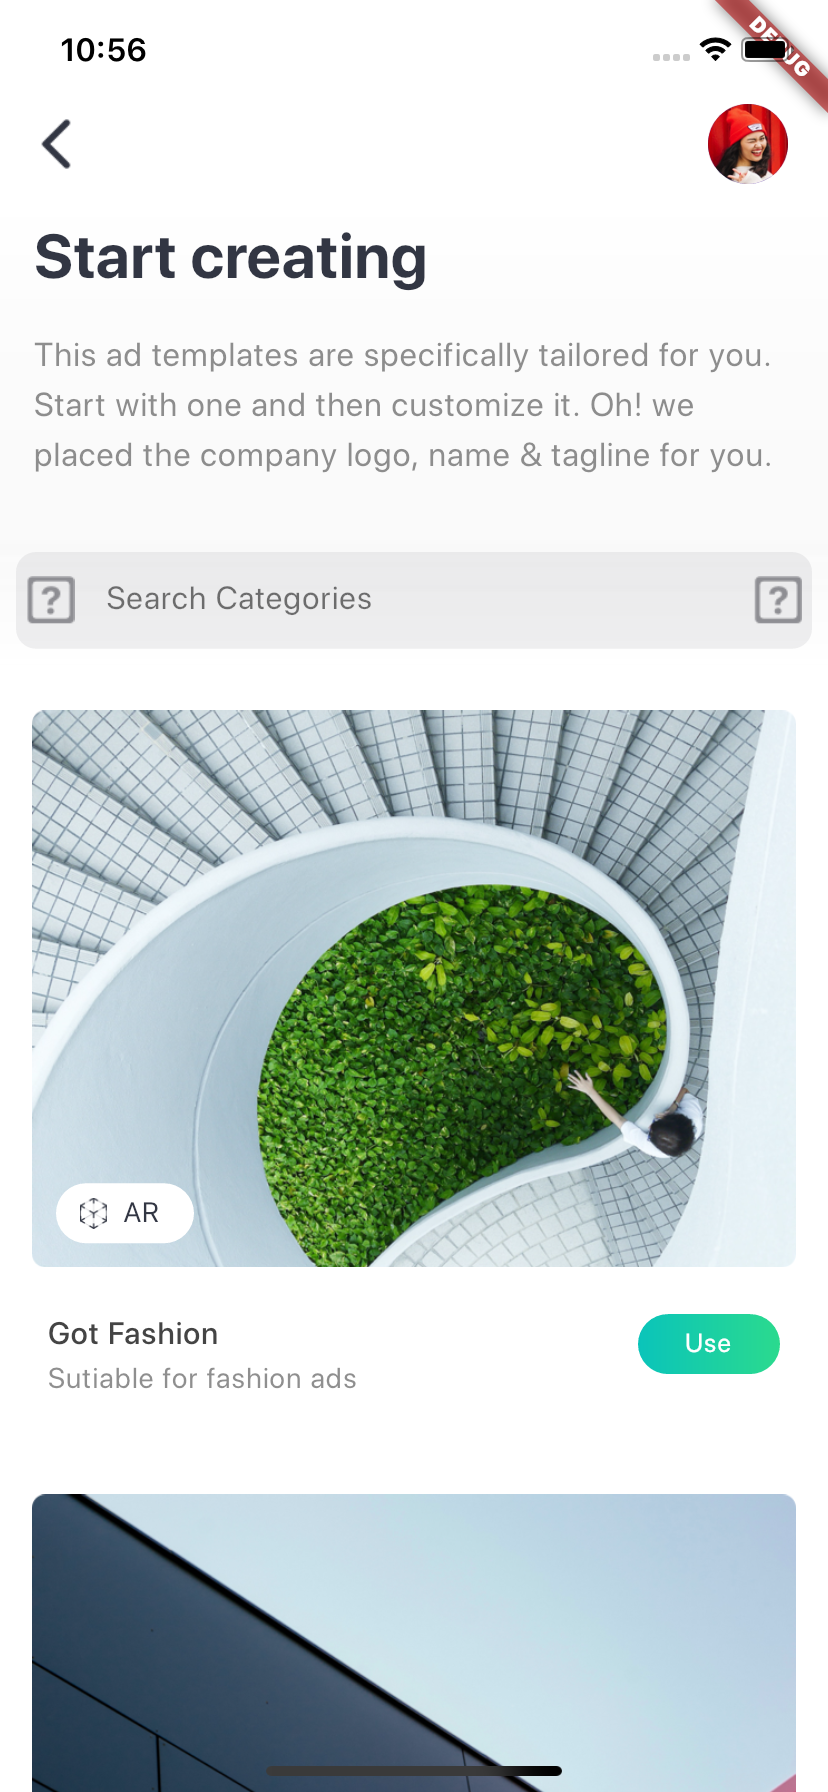 10:56
DEBUG
Start creating
This ad templates are specifically tailored for you.
Start with one and then customize it. Oh! we
placed the company logo, name & tagline for you.
? Search Categories ?
AR
Got Fashion
Use
Sutiable for fashion ads